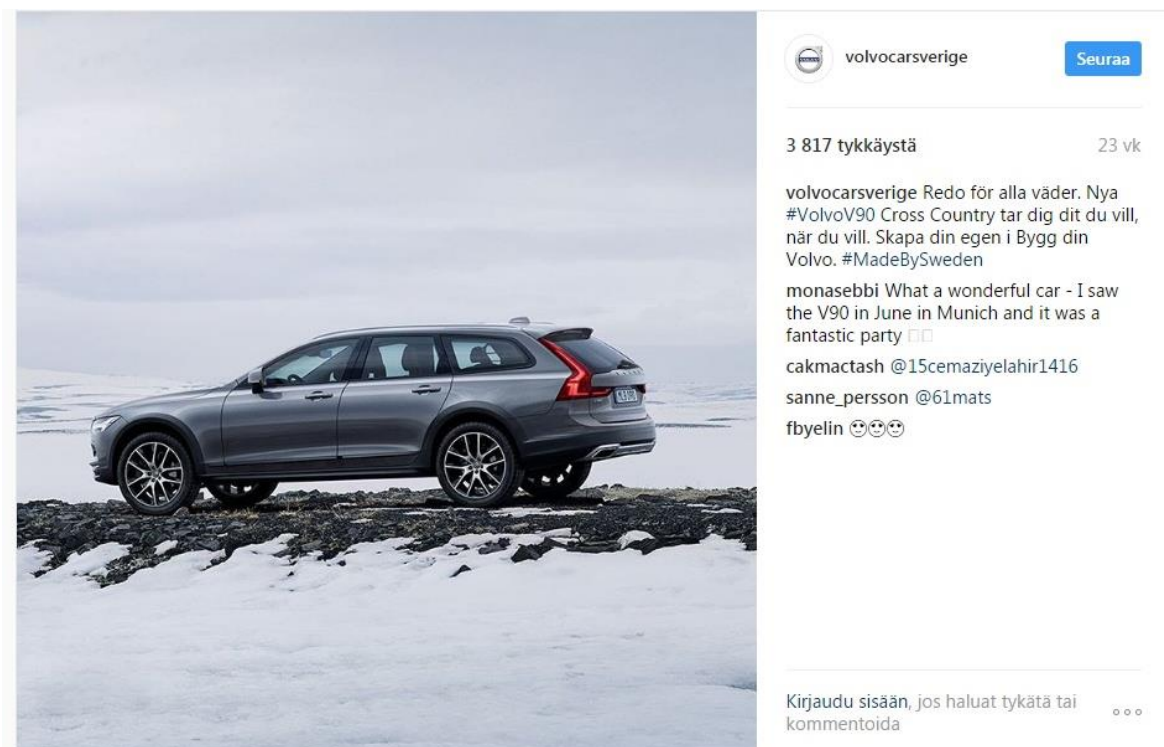 volvocarsverige
Seuraa
3 817 tykkäystä
23 vk
volvocarsverige Redo för alla väder. Nya
#VolvoV90 Cross Country tar dig dit du vill,
när du vill. Skapa din egen i Bygg din
Volvo. #MadeBySweden
monasebbi What a wonderful car - I saw
the V90 in June in Munich and it was a
fantastic party
cakmactash @15cemaziyelahir1416
sanne_persson @61mats
fbyelin
Kirjaudu sisään, jos haluat tykätä tai
kommentoida